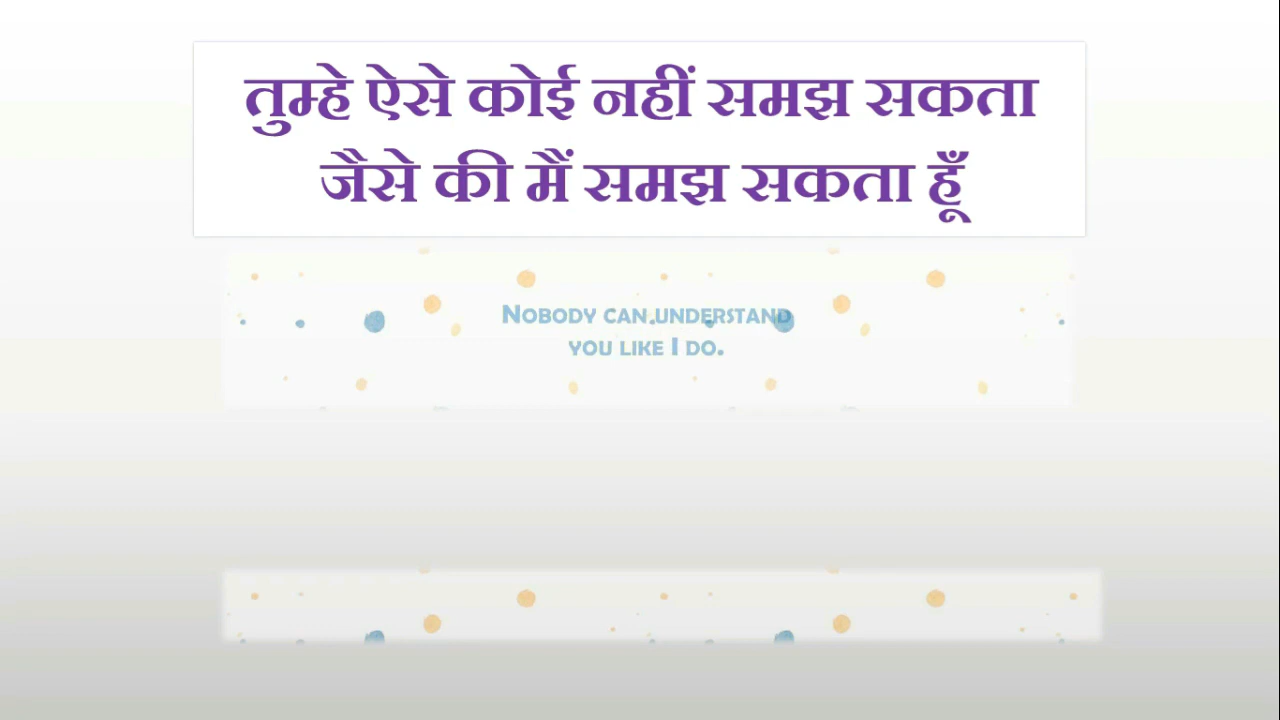 तुम्हे ऐसे कोई नहीं समझ सकता
जैसे की मैं समझ सकता हूँ
NOBODY CAN UNDERSTAND
YOU LIKE I DO.